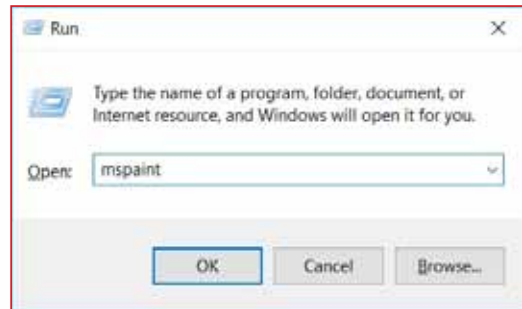 Run
Type the name of a program, folder, document, or
Internet resource, and Windows will open it for you.
Open: mspaint
OK Cancel Browse...